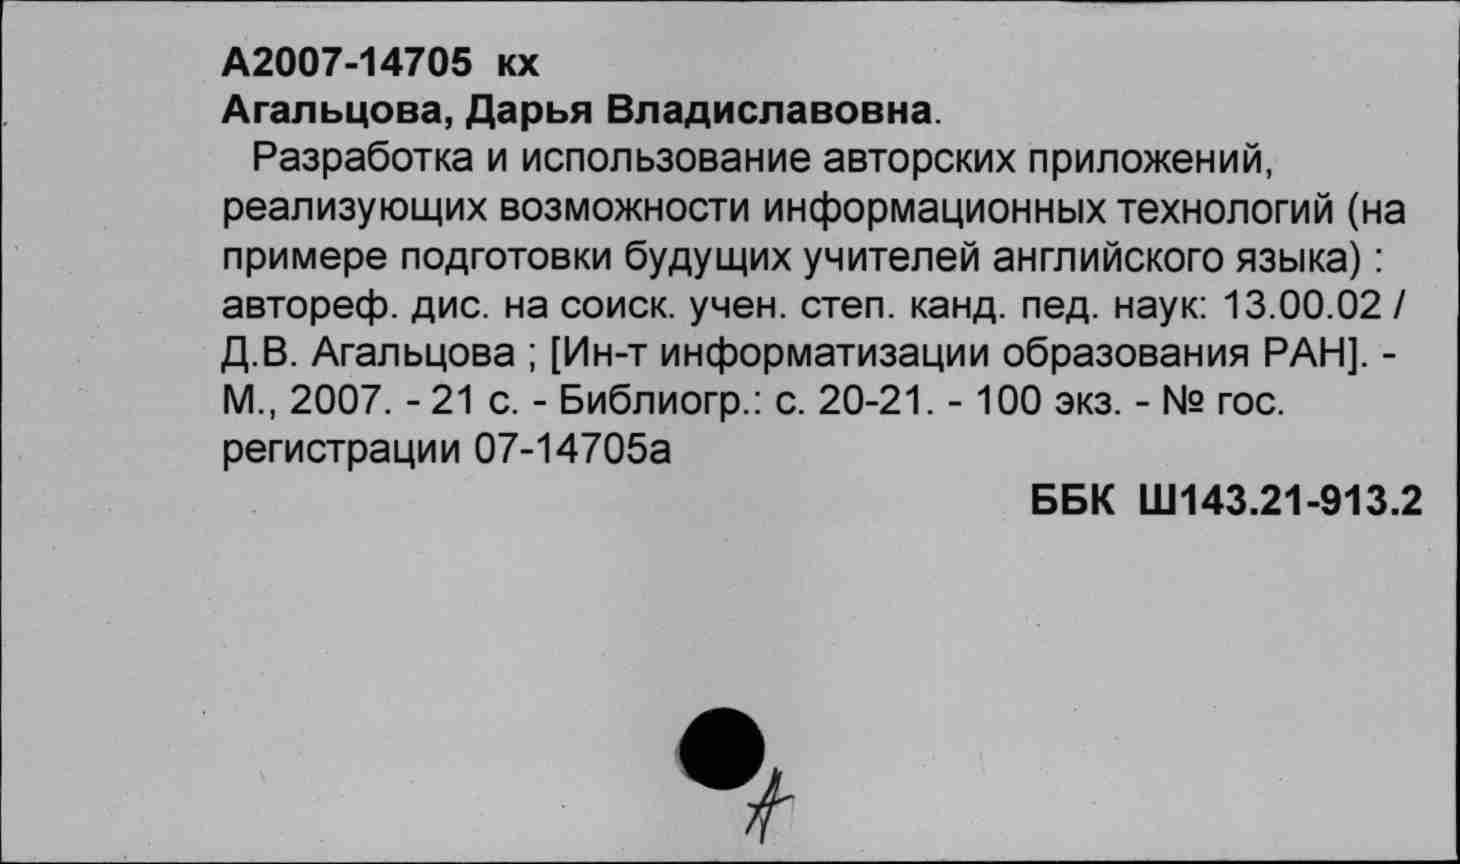 А2007-14705 кх
Агальцова, Дарья Владиславовна.
Разработка и использование авторских приложений,
реализующих возможности информационных технологий (на
примере подготовки будущих учителей английского языка) :
автореф. дис. на соиск. учен. степ. канд. пед. наук: 13.00.02 /
Д.В. Агальцова ; [Ин-т информатизации образования РАН]. -
М., 2007. - 21 с. - Библиогр.: с. 20-21. - 100 экз. - № гос.
регистрации 07-14705а
ББК Ш143.21-913.2
А